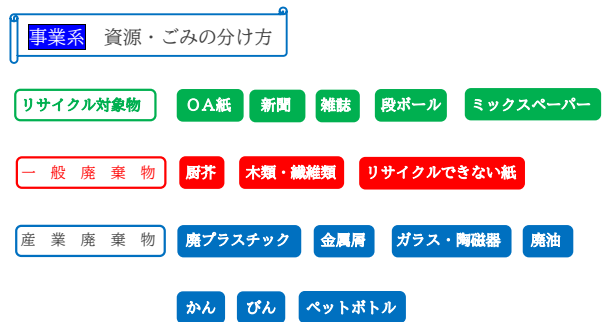 事業系 資源・ごみの分け方
リサイクル対象物 OA紙 新聞 雑誌 段ボール ミックスペーパー
一般廃棄物 厨芥 木類・繊維類 リサイクルできない紙
産業廃棄物 廃プラスチック 金属屑 ガラス・陶磁器 廃油
かん びん ペットボトル